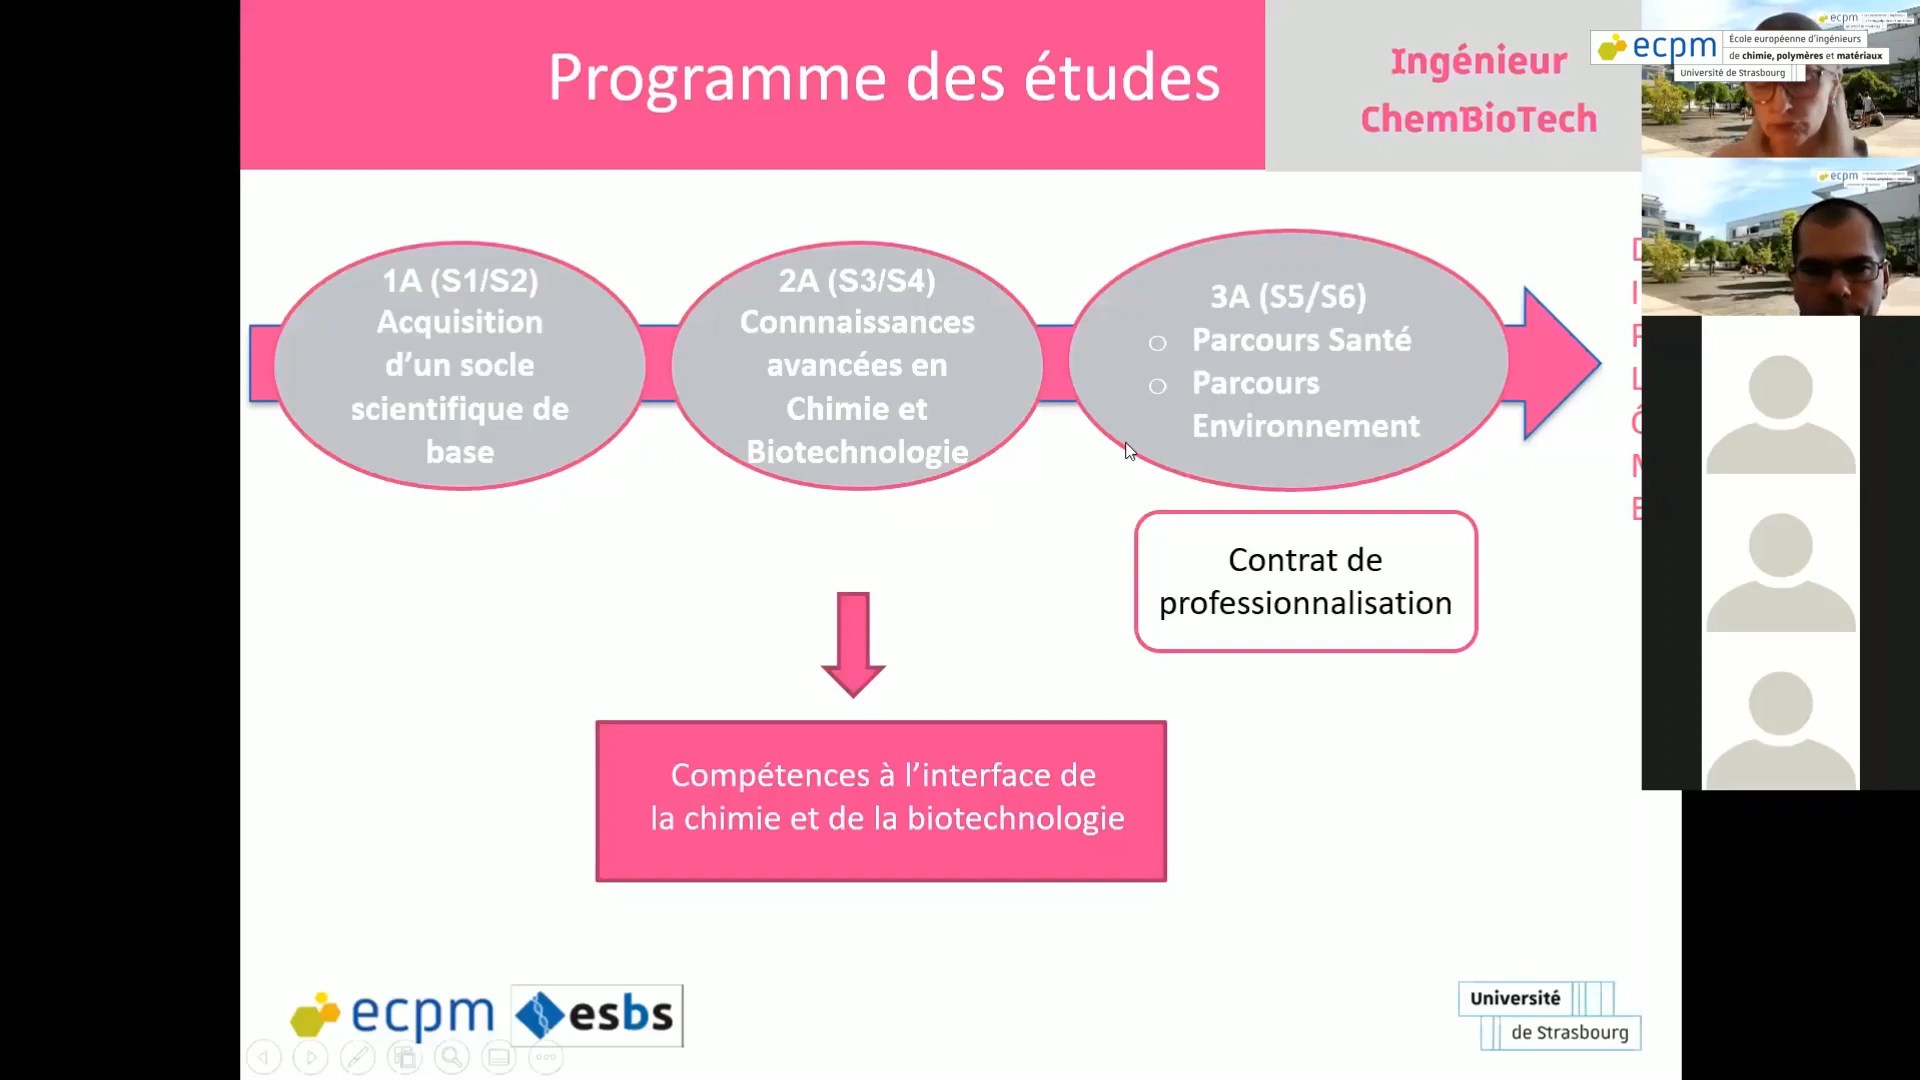 Programme des études
Ingénieur
ChemBioTech
1A (S1/S2)
Acquisition
d’un socle
scientifique de
base
2A (S3/S4)
Connnaissances
avancées en
Chimie et
Biotechnologie
3A (S5/S6)
Parcours Santé
Parcours
Environnement
Contrat de
professionnalisation
Compétences à l’interface de
la chimie et de la biotechnologie
ecpm
esbs
Université
de Strasbourg
ecpm
École européenne d'ingénieurs
de chimie, polymères et matériaux
Université de Strasbourg
ecpm
ecpm